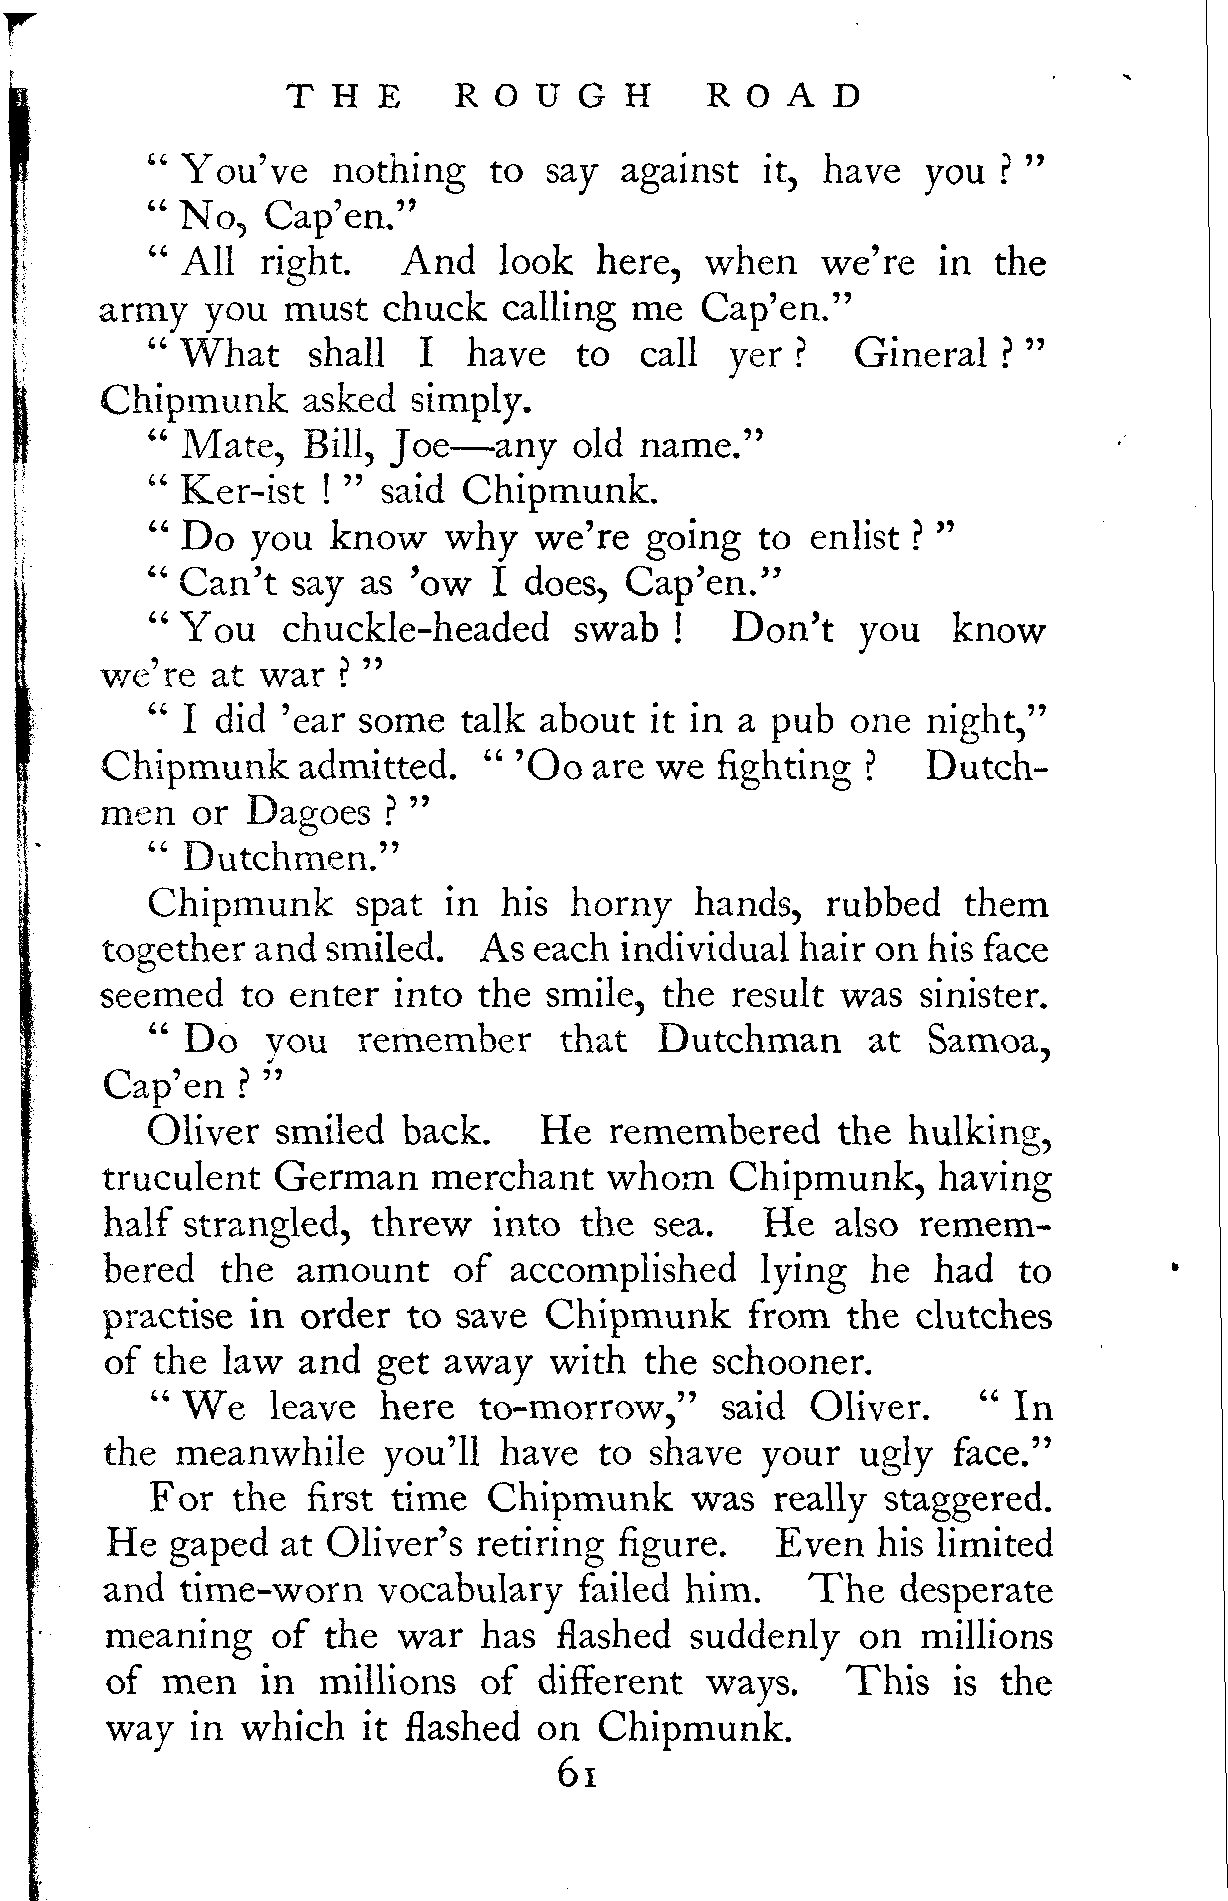 THE ROUGH ROAD
“ You’ve nothing to say against it, have you ? ”
“ No, Cap’en.”
“ All right. And look here, when we’re in the
army you must chuck calling me Cap’en.”
“ What shall I have to call yer ? Gineral ? ”
Chipmunk asked simply.
“ Mate, Bill, Joe—any old name.”
“ Ker-ist ! ” said Chipmunk.
“ Do you know why we’re going to enlist ? ”
“ Can’t say as ’ow I does, Cap’en.”
“ You chuckle-headed swab ! Don’t you know
we’re at war ? ”
“ I did ’ear some talk about it in a pub one night,”
Chipmunk admitted. “ ’Oo are we fighting ? Dutch-
men or Dagoes ? ”
“ Dutchmen.”
Chipmunk spat in his horny hands, rubbed them
together and smiled. As each individual hair on his face
seemed to enter into the smile, the result was sinister.
“ Do you remember that Dutchman at Samoa,
Cap’en ? ”
Oliver smiled back. He remembered the hulking,
truculent German merchant whom Chipmunk, having
half strangled, threw into the sea. He also remem-
bered the amount of accomplished lying he had to
practise in order to save Chipmunk from the clutches
of the law and get away with the schooner.
“ We leave here to-morrow,” said Oliver. “ In
the meanwhile you’ll have to shave your ugly face.”
For the first time Chipmunk was really staggered.
He gaped at Oliver’s retiring figure. Even his limited
and time-worn vocabulary failed him. The desperate
meaning of the war has flashed suddenly on millions
of men in millions of different ways. This is the
way in which it flashed on Chipmunk.
61